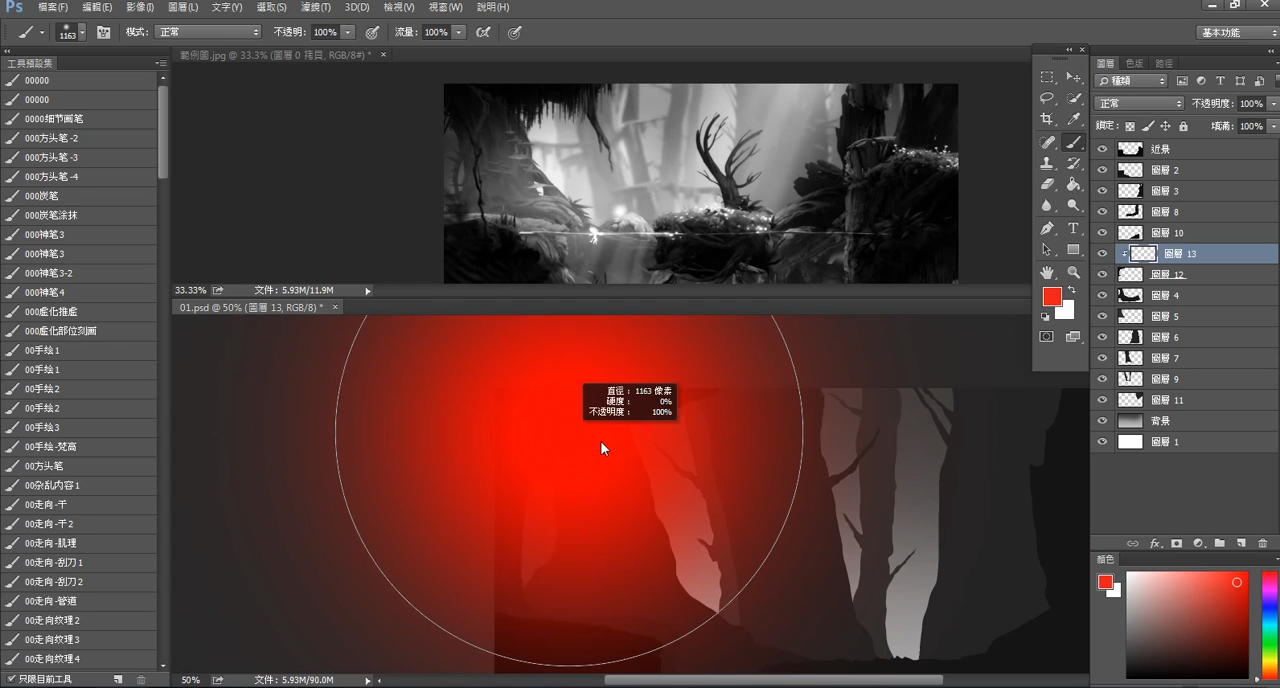 Ps 檔案(F) 編輯(E) 影像(I) 圖層(L) 文字(Y) 選取(S) 濾鏡(T) 3D(D) 檢視(V) 視窗(W) 說明(H)
1163 模式: 正常 不透明: 100% 流量: 100% 基本功能
工具預設集
00000
00000
0000细节画笔
000方头笔-2
000方头笔-3
000方头笔-4
000炭笔
000炭笔涂抹
000神笔3
000神笔3
000神笔3-2
000神笔4
000虛化推虛
000虛化部位刻画
00手绘1
00手绘1
00手绘2
00手绘2
00手绘3
00手绘-梵高
00方头笔
00杂乱内容1
00走向-干
00走向-干2
00走向-肌理
00走向-刮刀1
00走向-刮刀2
00走向-管道
00走向纹理2
00走向纹理3
00走向纹理4
只限目前工具
範例圖.jpg @ 33.3% (圖層 0 拷貝, RGB/8#) * ×
33.33% 文件: 5.93M/11.9M
01.psd @ 50% (圖層 13, RGB/8) * ×
直徑: 1163 像素
硬度: 0%
不透明度: 100%
50% 文件: 5.93M/90.0M
圖層 色版 路徑
種類
正常 不透明度: 100%
鎖定: 填滿: 100%
近景
圖層 2
圖層 3
圖層 8
圖層 10
圖層 13
圖層 12
圖層 4
圖層 5
圖層 6
圖層 7
圖層 9
圖層 11
背景
圖層 1
fx
顏色